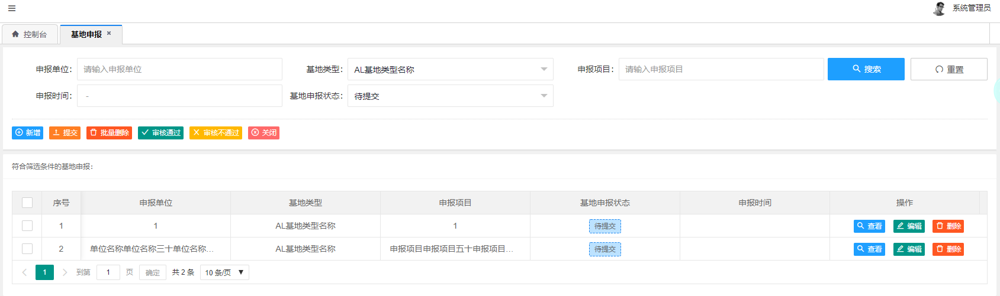 系统管理员
控制台 基地申报
申报单位： 请输入申报单位 基地类型： AL基地类型名称 申报项目： 请输入申报项目 搜索 重置
申报时间： - 基地申报状态： 待提交
新增 提交 批量删除 审核通过 审核不通过 关闭
符合筛选条件的基地申报：
序号 申报单位 基地类型 申报项目 基地申报状态 申报时间 操作
1 1 AL基地类型名称 1 待提交 查看 编辑 删除
2 单位名称单位名称三十单位名称... AL基地类型名称 申报项目申报项目五十申报项目... 待提交 查看 编辑 删除
1 到第 1 页 确定 共 2 条 10 条/页